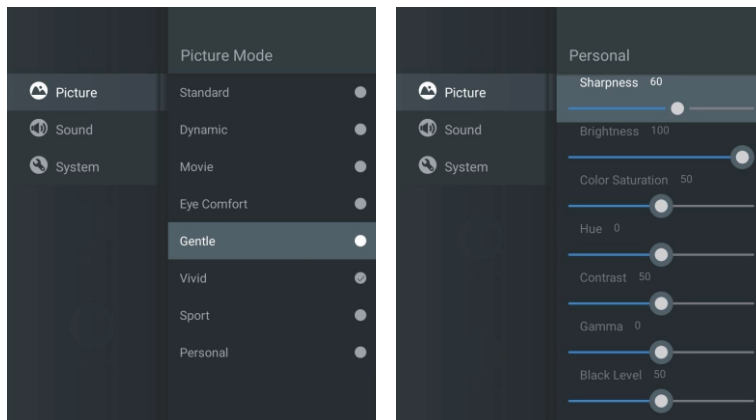 Picture Mode
Picture
Standard
Sound
Dynamic
System
Movie
Eye Comfort
Gentle
Vivid
Sport
Personal
Personal
Sharpness 60
Picture
Brightness 100
Sound
Color Saturation 50
System
Hue 0
Contrast 50
Gamma 0
Black Level 50